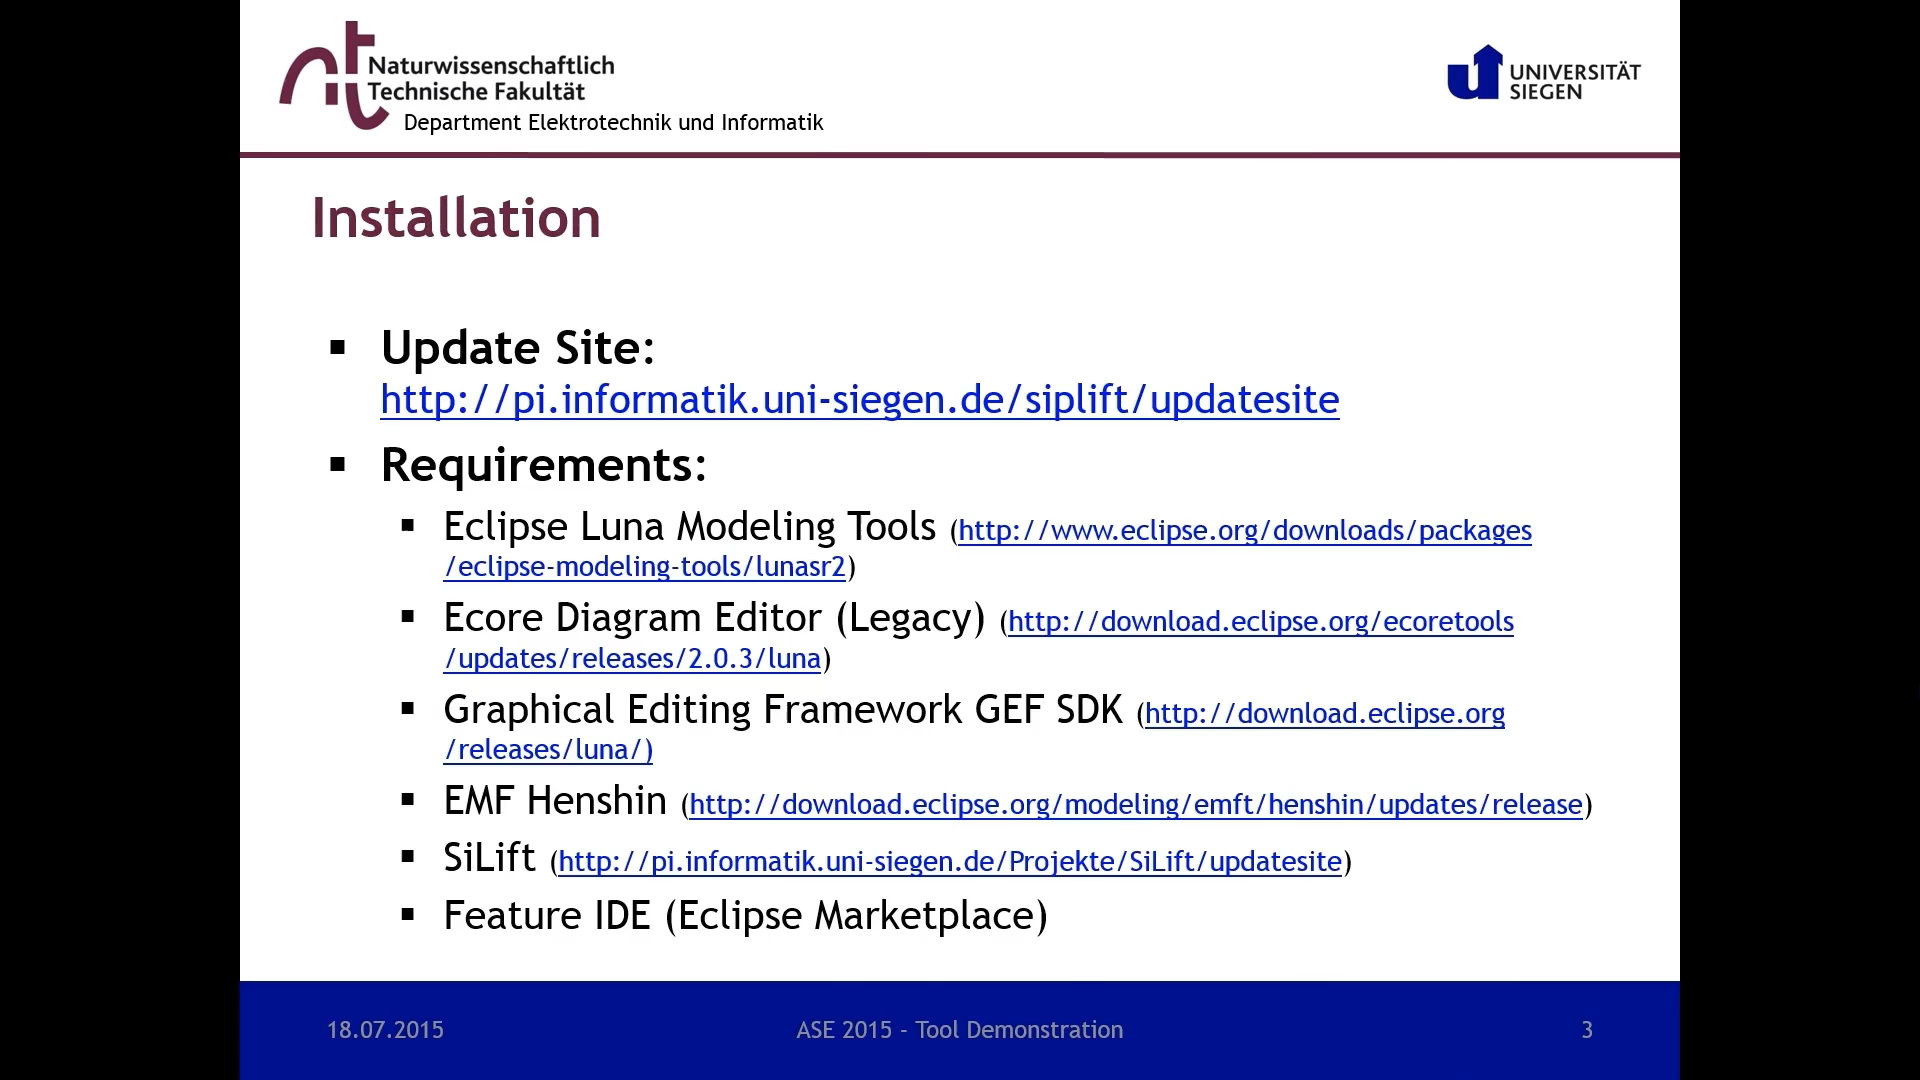 Naturwissenschaftlich
Technische Fakultät
Department Elektrotechnik und Informatik
UNIVERSITÄT
SIEGEN
Installation
Update Site:
http://pi.informatik.uni-siegen.de/siplift/updatesite
Requirements:
Eclipse Luna Modeling Tools (http://www.eclipse.org/downloads/packages
/eclipse-modeling-tools/lunasr2)
Ecore Diagram Editor (Legacy) (http://download.eclipse.org/ecoretools
/updates/releases/2.0.3/luna)
Graphical Editing Framework GEF SDK (http://download.eclipse.org
/releases/luna/)
EMF Henshin (http://download.eclipse.org/modeling/emft/henshin/updates/release)
SiLift (http://pi.informatik.uni-siegen.de/Projekte/SiLift/updatesite)
Feature IDE (Eclipse Marketplace)
18.07.2015
ASE 2015 - Tool Demonstration
3